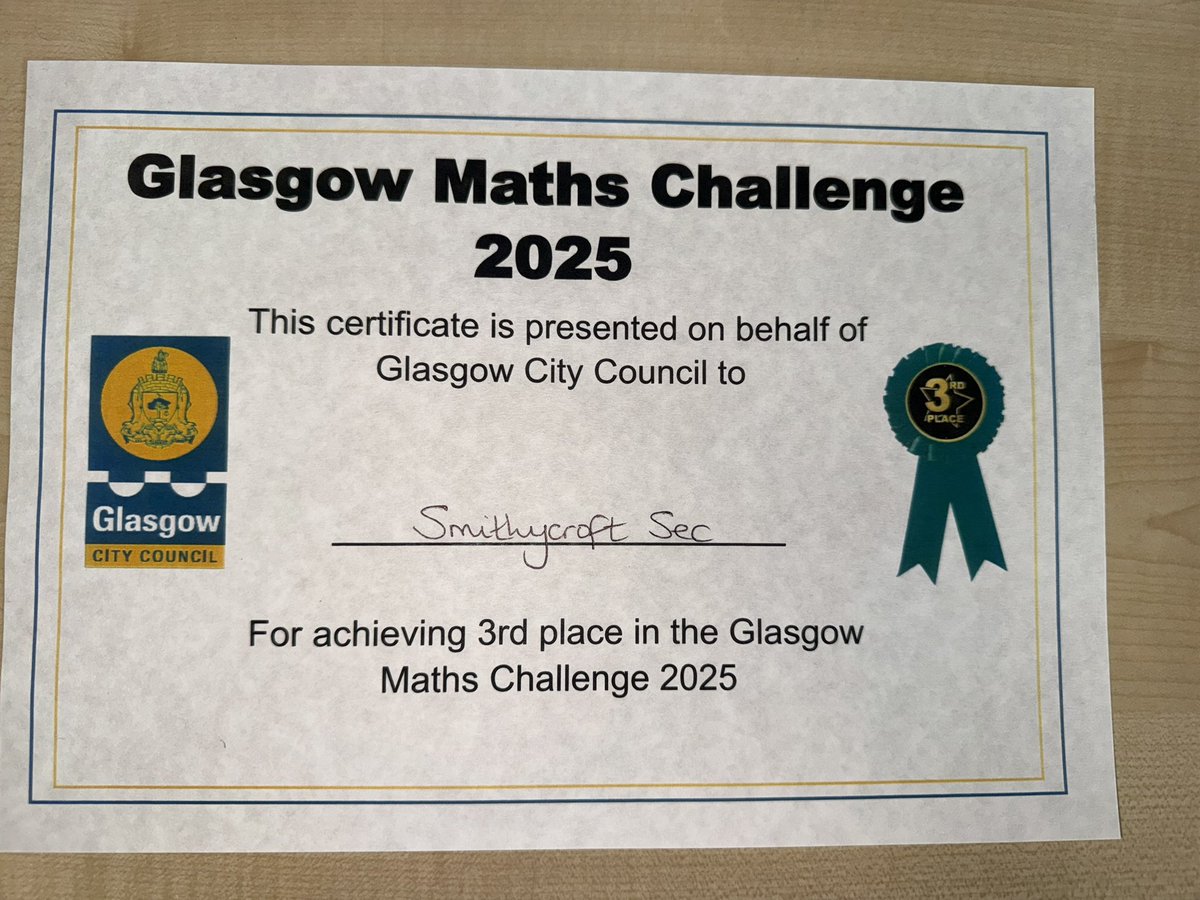 Glasgow Maths Challenge
2025
This certificate is presented on behalf of
Glasgow City Council to
3RD
PLACE
Glasgow
CITY COUNCIL
Smithycroft Sec
For achieving 3rd place in the Glasgow
Maths Challenge 2025